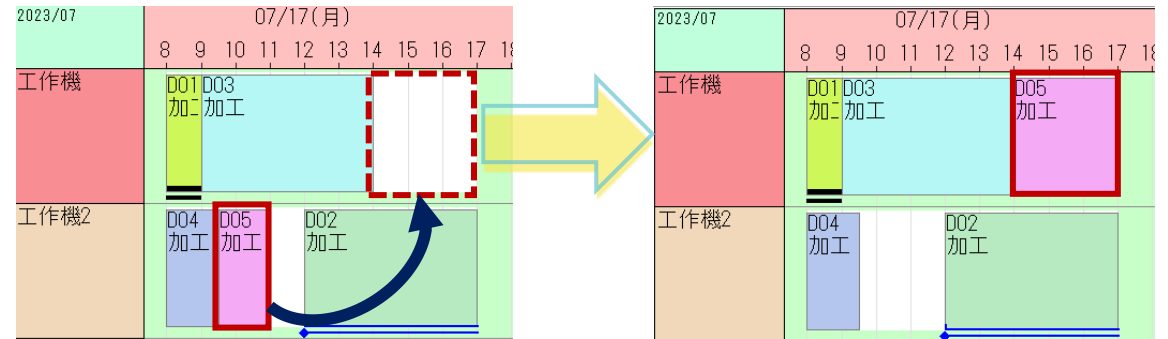 2023/07
07/17(月)
8 9 10 11 12 13 14 15 16 17 18
工作機
D01 D03
加工 加工
工作機2
D04 D05 D02
加工 加工 加工
2023/07
07/17(月)
8 9 10 11 12 13 14 15 16 17 18
工作機
D01 D03 D05
加工 加工 加工
工作機2
D04 D02
加工 加工